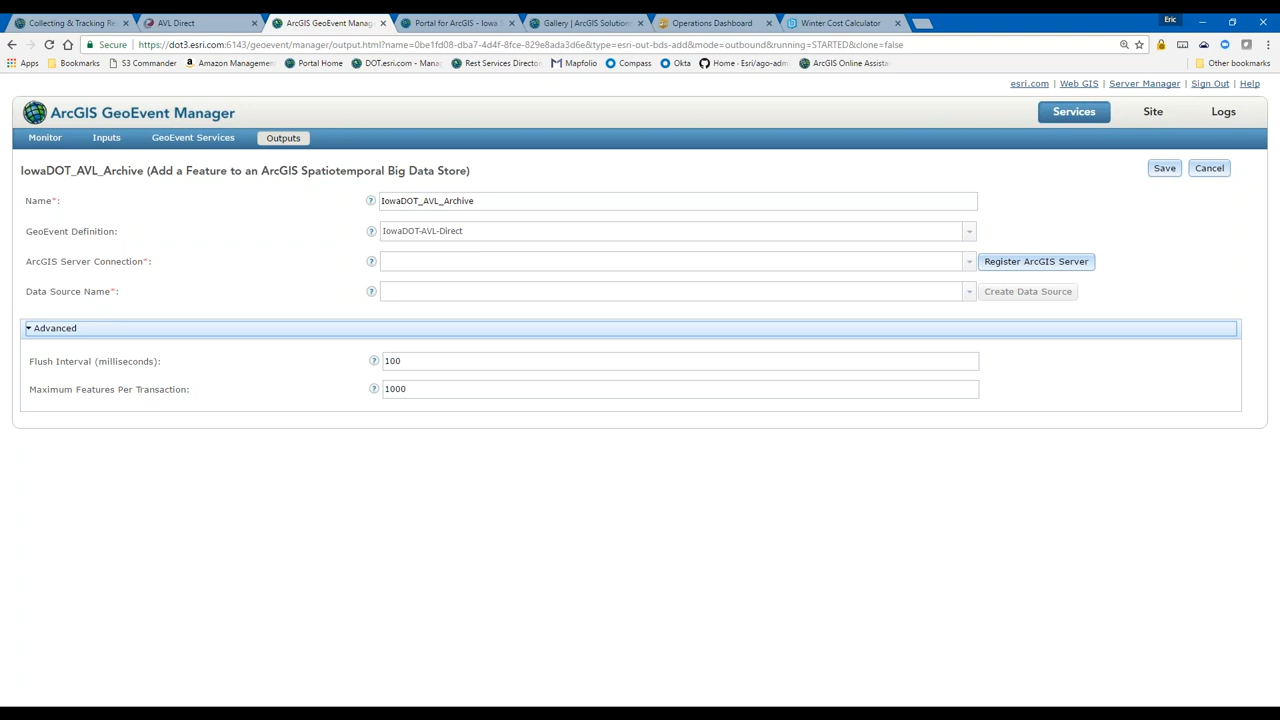 Eric
Collecting & Tracking Re
AVL Direct
ArcGIS GeoEvent Manag
Portal for ArcGIS - Iowa S
Gallery | ArcGIS Solution
Operations Dashboard
Winter Cost Calculator
Secure
https://dot3.esri.com:6143/geoevent/manager/output.html?name=0be1fd08-dba7-4d4f-8fce-829e8ada3d6e&type=esri-out-bds-add&mode=outbound&running=STARTED&clone=false
Apps
Bookmarks
S3 Commander
Amazon Managemen
Portal Home
DOT.esri.com - Mana
Rest Services Director
Mapfolio
Compass
Okta
Home · Esri/ago-adm
ArcGIS Online Assista
Other bookmarks
esri.com | Web GIS | Server Manager | Sign Out | Help
ArcGIS GeoEvent Manager
Services
Site
Logs
Monitor
Inputs
GeoEvent Services
Outputs
IowaDOT_AVL_Archive (Add a Feature to an ArcGIS Spatiotemporal Big Data Store)
Save
Cancel
Name*:
IowaDOT_AVL_Archive
GeoEvent Definition:
IowaDOT-AVL-Direct
ArcGIS Server Connection*:
Register ArcGIS Server
Data Source Name*:
Create Data Source
Advanced
Flush Interval (milliseconds):
100
Maximum Features Per Transaction:
1000